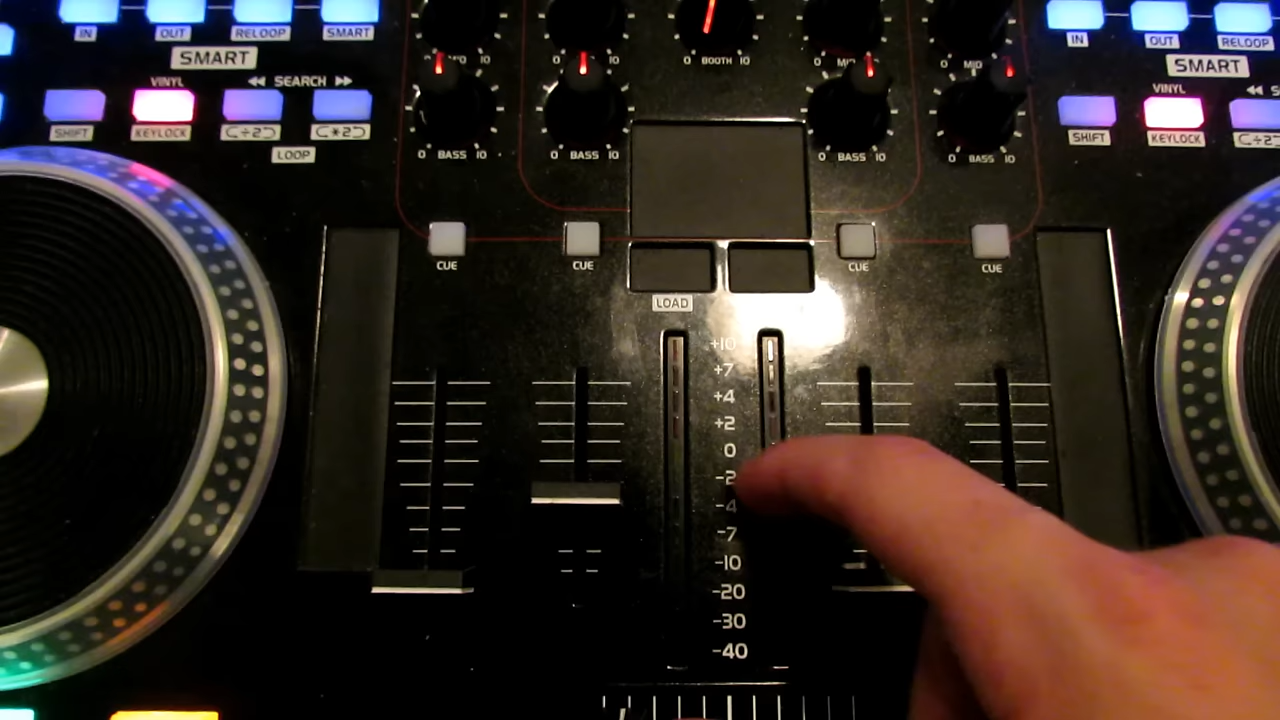 IN OUT RELOOP SMART
SMART
VINYL SEARCH
SHIFT KEYLOCK
LOOP
0 MID 10
0 BASS 10
0 BASS 10
0 BOOTH 10
0 10
0 BASS 10
0 MID
0 BASS 10
IN OUT RELOOP
SMART
VINYL
SHIFT KEYLOCK
CUE
CUE
CUE
CUE
LOAD
+10
+7
+4
+2
0
-2
-4
-7
-10
-20
-30
-40